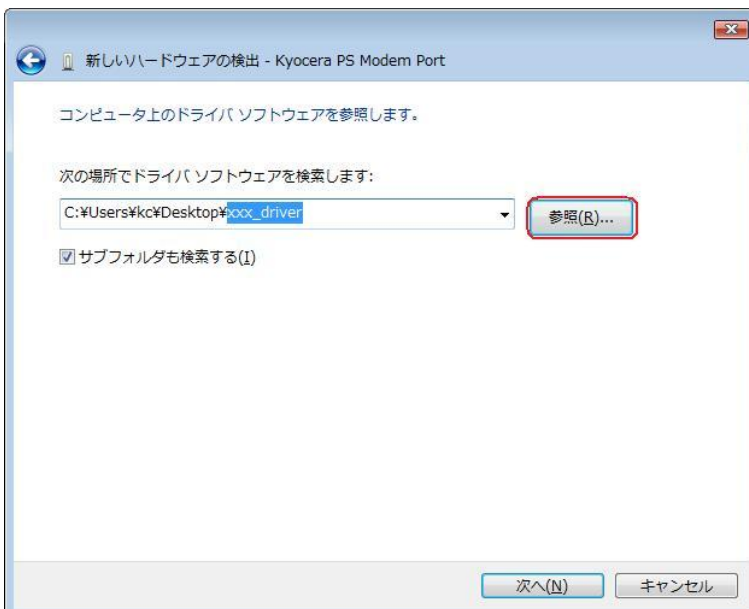 新しいハードウェアの検出 - Kyocera PS Modem Port
コンピュータ上のドライバ ソフトウェアを参照します。
次の場所でドライバ ソフトウェアを検索します:
C:¥Users¥kc¥Desktop¥xxx_driver
参照(R)...
サブフォルダも検索する(I)
次へ(N)
キャンセル